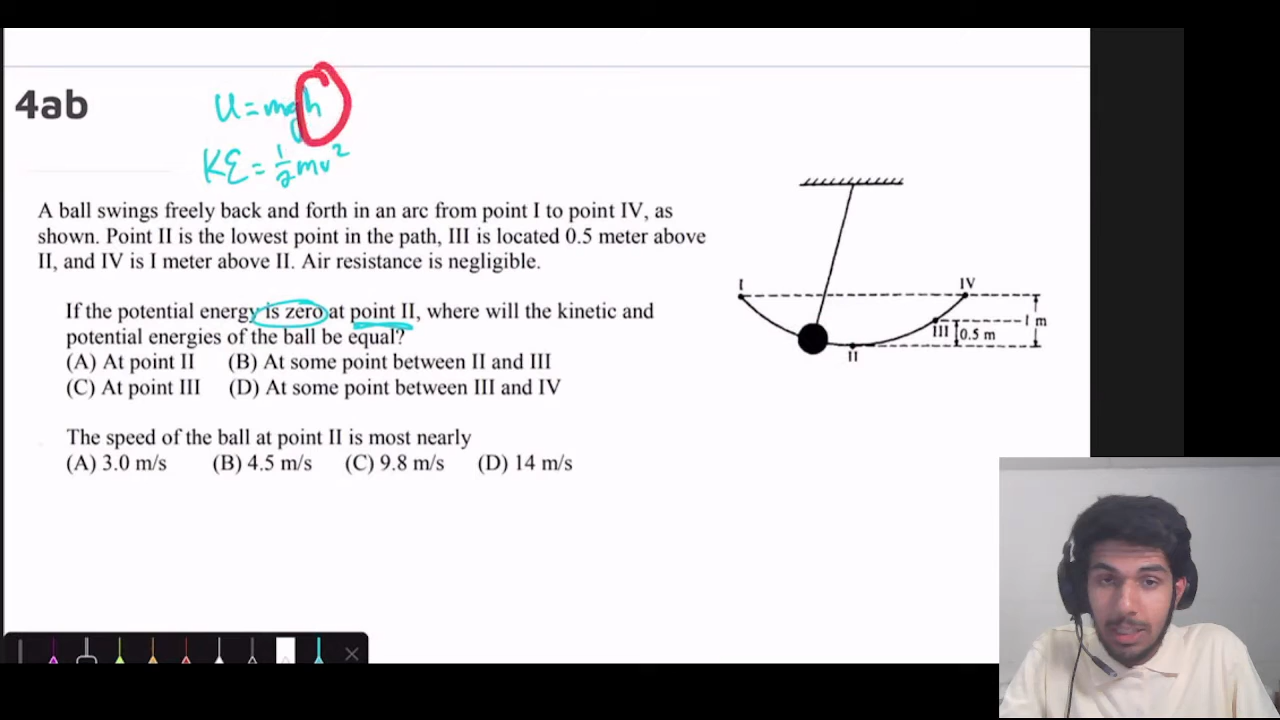 4ab
U = mgh
KE = 1/2 mv²
A ball swings freely back and forth in an arc from point I to point IV, as
shown. Point II is the lowest point in the path, III is located 0.5 meter above
II, and IV is I meter above II. Air resistance is negligible.
If the potential energy is zero at point II, where will the kinetic and
potential energies of the ball be equal?
(A) At point II (B) At some point between II and III
(C) At point III (D) At some point between III and IV
The speed of the ball at point II is most nearly
(A) 3.0 m/s (B) 4.5 m/s (C) 9.8 m/s (D) 14 m/s
I
IV
III
0.5 m
1 m
II